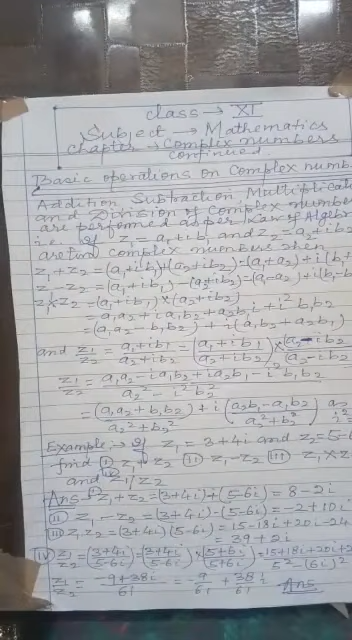 class → XI
Subject → Mathematics
Chapter → Complex numbers
continued
Basic operations on Complex numb
Addition Subtraction, Multiplicat
and Division of complex number
are performed as per law of Algebr
i.e. If z₁ = a₁+ib₁ and z₂ = a₂+ib₂
are two complex numbers then
z₁+z₂ = (a₁+ib₁)+(a₂+ib₂) = (a₁+a₂)+i(b₁+
z₁-z₂ = (a₁+ib₁)-(a₂+ib₂) = (a₁-a₂)+i(b₁-b
z₁×z₂ = (a₁+ib₁)×(a₂+ib₂)
= a₁a₂+ia₁b₂+a₂b₁i+i²b₁b₂
= (a₁a₂-b₁b₂)+i(a₁b₂+a₂b₁)
and z₁/z₂ = (a₁+ib₁)/(a₂+ib₂) = (a₁+ib₁)/(a₂+ib₂) × (a₂-ib₂)/(a₂-ib₂
z₁/z₂ = (a₁a₂-ia₁b₂+ia₂b₁-i²b₁b₂)/(a₂²-i²b₂²)
= (a₁a₂+b₁b₂)/(a₂²+b₂²)+i(a₂b₁-a₁b₂)/(a₂²+b₂²)
Example:→ If z₁ = 3+4i and z₂ = 5-6
find (i) z₁+z₂ (ii) z₁-z₂ (iii) z₁×z
and z₁/z₂
Ans (i) z₁+z₂ = (3+4i)+(5-6i) = 8-2i
(ii) z₁-z₂ = (3+4i)-(5-6i) = -2+10i
(iii) z₁z₂ = (3+4i)(5-6i) = 15-18i+20i-24
= 39+2i
(iv) z₁/z₂ = (3+4i)/(5-6i) = (3+4i)/(5-6i) × (5+6i)/(5+6i) = (15+18i+20i+2)/(5²-(6i)²
z₁/z₂ = (-9+38i)/61 = -9/61 + 38/61 i Ans